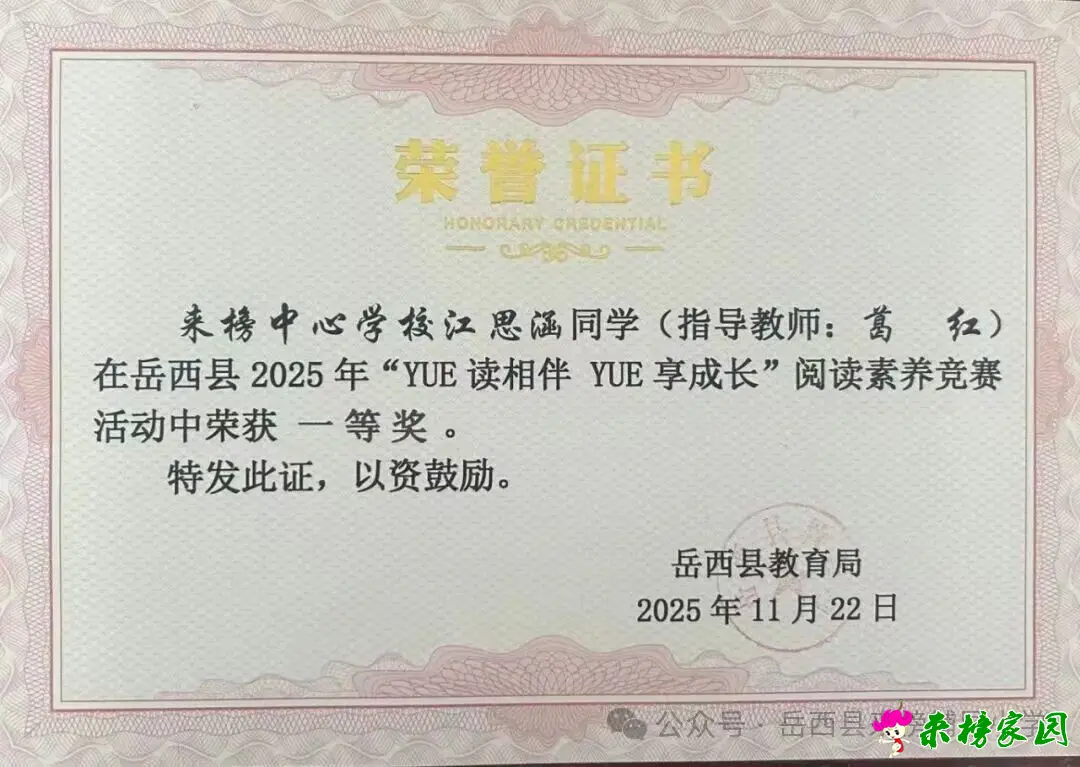 荣誉证书
HONORARY CREDENTIAL
来榜中心学校江思涵同学（指导教师：葛 红）
在岳西县2025年“YUE读相伴 YUE享成长”阅读素养竞赛
活动中荣获 一等奖。
特发此证，以资鼓励。
岳西县教育局
2025年11月22日
公众号·岳西县
来榜家园